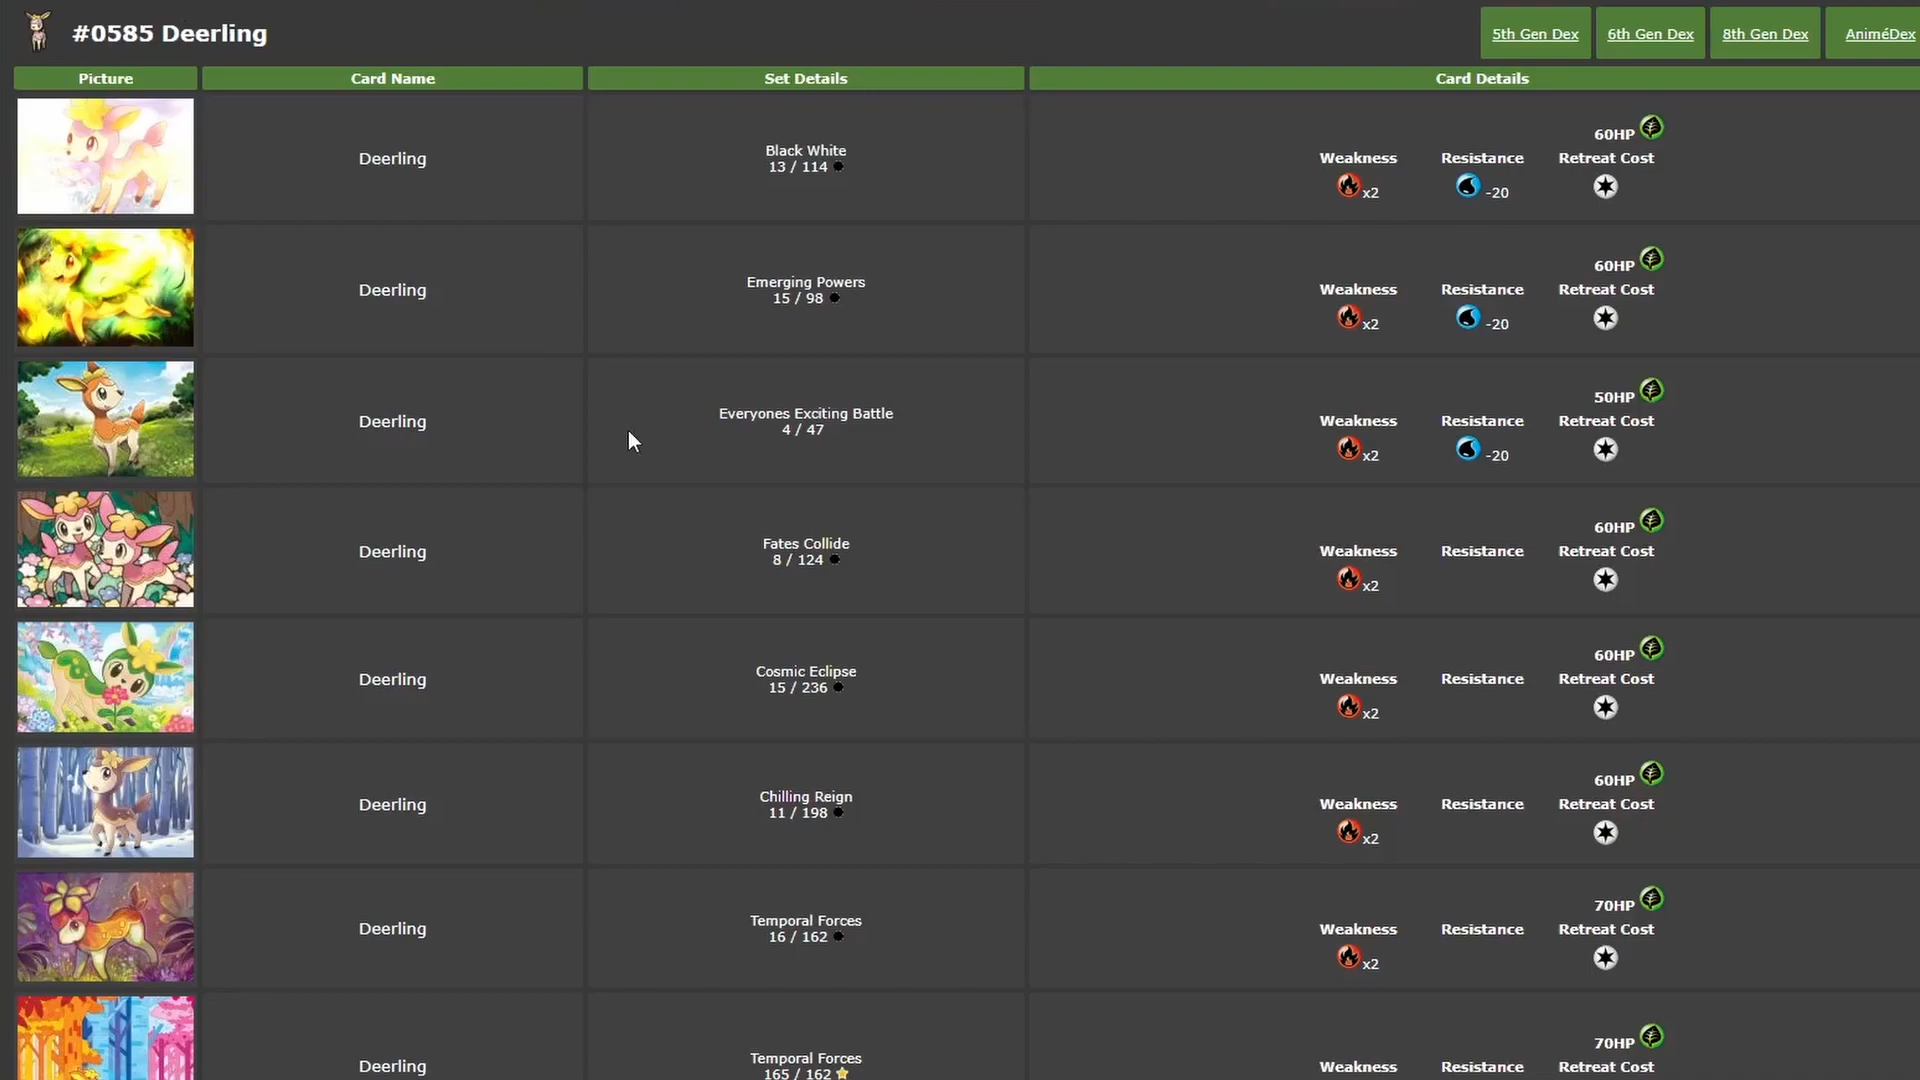 #0585 Deerling
5th Gen Dex 6th Gen Dex 8th Gen Dex AniméDex
Picture Card Name Set Details Card Details
Deerling
Black White
13 / 114
60HP
Weakness Resistance Retreat Cost
x2 -20
Deerling
Emerging Powers
15 / 98
60HP
Weakness Resistance Retreat Cost
x2 -20
Deerling
Everyones Exciting Battle
4 / 47
50HP
Weakness Resistance Retreat Cost
x2 -20
Deerling
Fates Collide
8 / 124
60HP
Weakness Resistance Retreat Cost
x2
Deerling
Cosmic Eclipse
15 / 236
60HP
Weakness Resistance Retreat Cost
x2
Deerling
Chilling Reign
11 / 198
60HP
Weakness Resistance Retreat Cost
x2
Deerling
Temporal Forces
16 / 162
70HP
Weakness Resistance Retreat Cost
x2
Deerling
Temporal Forces
165 / 162
70HP
Weakness Resistance Retreat Cost